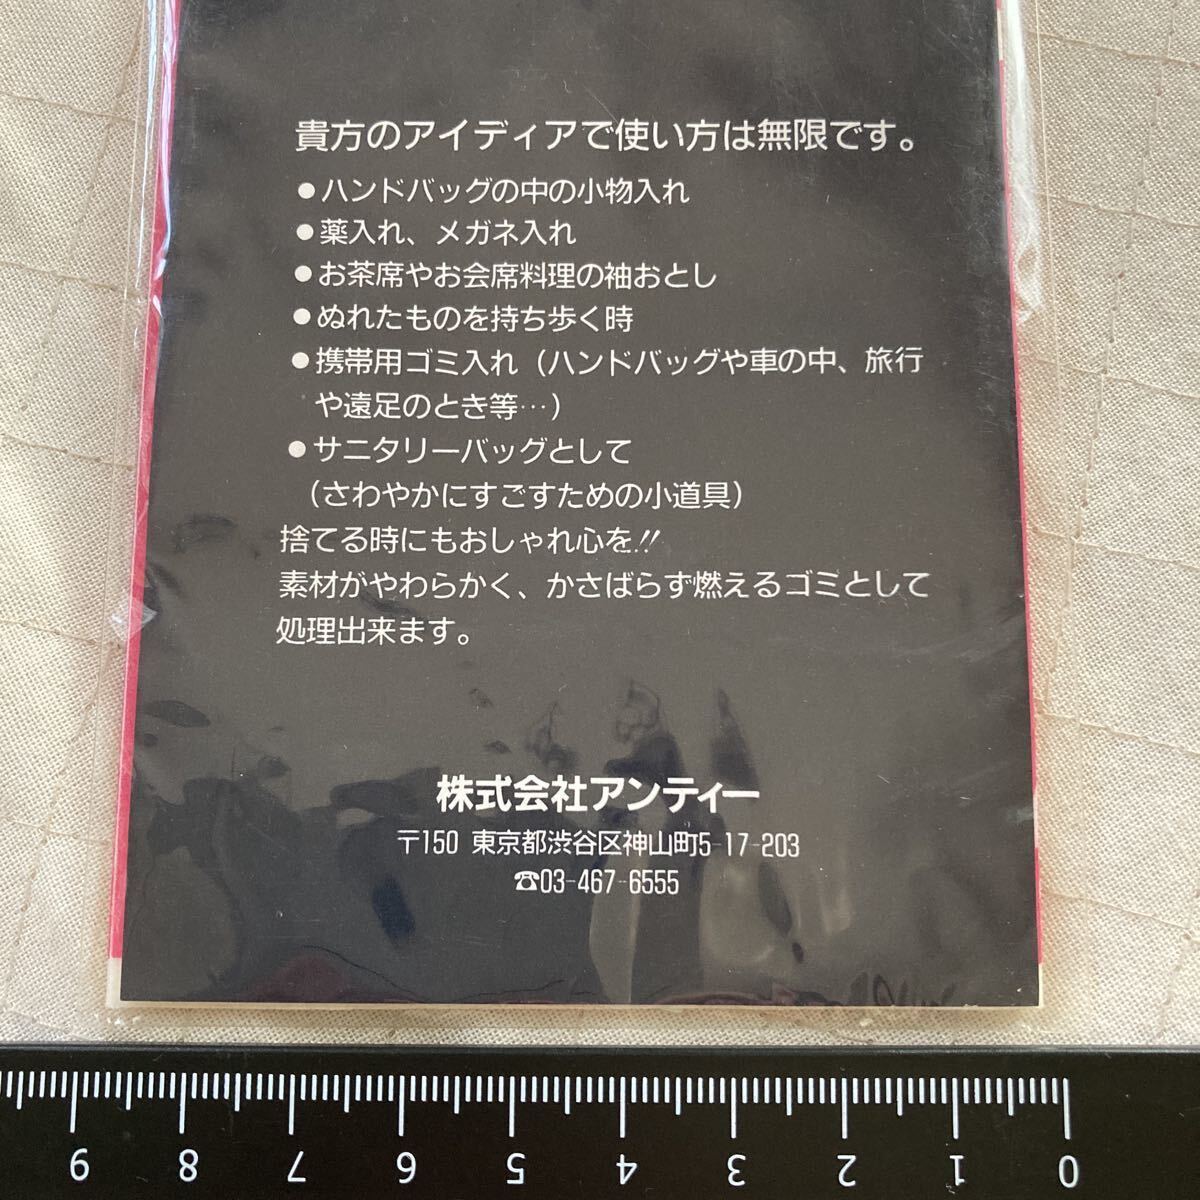 貴方のアイディアで使い方は無限です。
●ハンドバッグの中の小物入れ
●薬入れ、メガネ入れ
●お茶席やお会席料理の袖おとし
●ぬれたものを持ち歩く時
●携帯用ゴミ入れ（ハンドバッグや車の中、旅行
や遠足のとき等…）
●サニタリーバッグとして
（さわやかにすごすための小道具）
捨てる時にもおしゃれ心を!!
素材がやわらかく、かさばらず燃えるゴミとして
処理出来ます。
株式会社アンティー
〒150 東京都渋谷区神山町5-17-203
☎03-467-6555
9 8 7 6 5 4 3 2 1 0